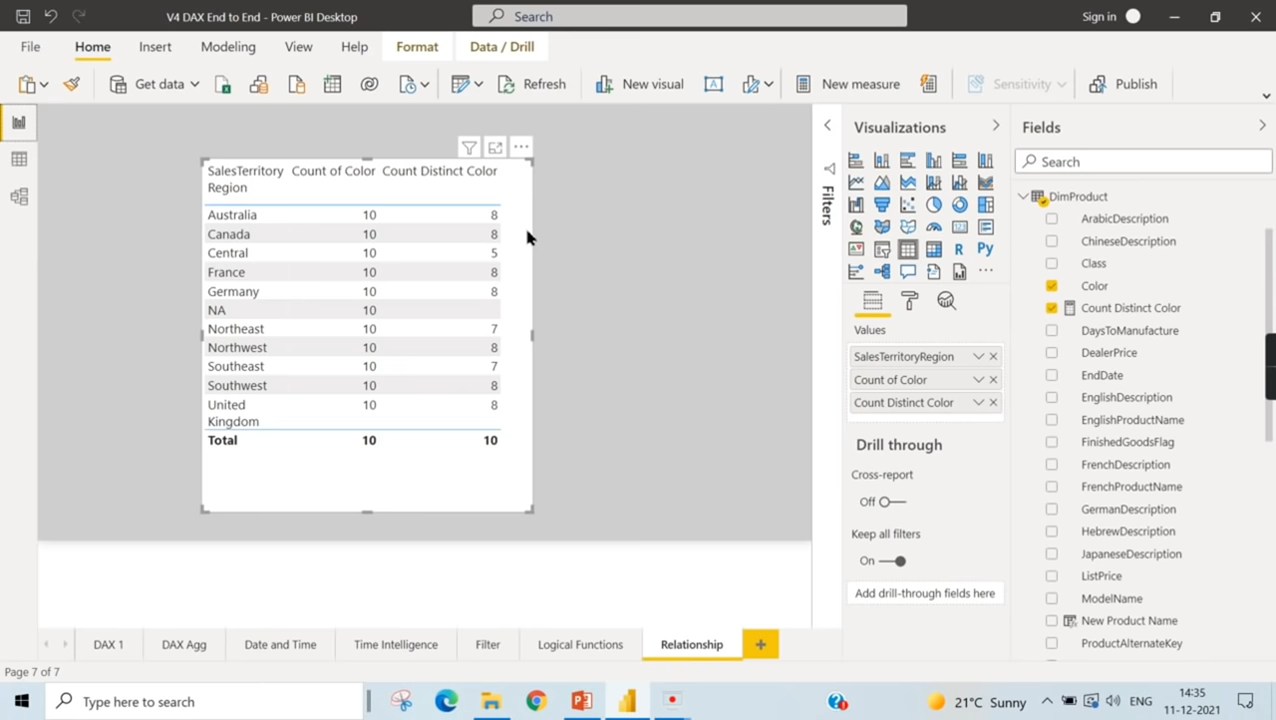 V4 DAX End to End - Power BI Desktop
Search
Sign in
File Home Insert Modeling View Help Format Data / Drill
Get data Refresh New visual New measure Sensitivity Publish
SalesTerritory Region Count of Color Count Distinct Color
Australia 10 8
Canada 10 8
Central 10 5
France 10 8
Germany 10 8
NA 10
Northeast 10 7
Northwest 10 8
Southeast 10 7
Southwest 10 8
United Kingdom 10 8
Total 10 10
Filters
Visualizations
R Py
Values
SalesTerritoryRegion
Count of Color
Count Distinct Color
Drill through
Cross-report
Off
Keep all filters
On
Add drill-through fields here
Fields
Search
DimProduct
ArabicDescription
ChineseDescription
Class
Color
Count Distinct Color
DaysToManufacture
DealerPrice
EndDate
EnglishDescription
EnglishProductName
FinishedGoodsFlag
FrenchDescription
FrenchProductName
GermanDescription
HebrewDescription
JapaneseDescription
ListPrice
ModelName
New Product Name
ProductAlternateKey
DAX 1 DAX Agg Date and Time Time Intelligence Filter Logical Functions Relationship
Page 7 of 7
Type here to search
21°C Sunny
ENG
14:35
11-12-2021